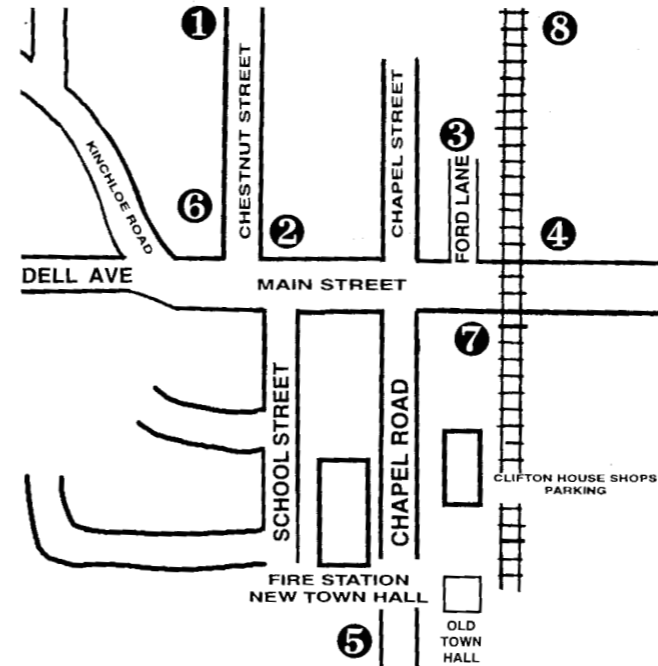 1
8
CHESTNUT STREET
CHAPEL STREET
3
KINCHLOE ROAD
FORD LANE
6
2
4
DELL AVE
MAIN STREET
7
SCHOOL STREET
CHAPEL ROAD
CLIFTON HOUSE SHOPS
PARKING
FIRE STATION
NEW TOWN HALL
5
OLD
TOWN
HALL